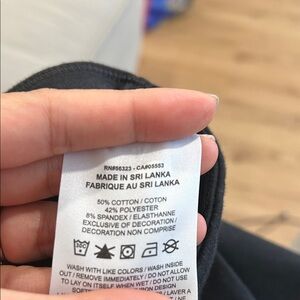 RN#56323 - CA#05553
MADE IN SRI LANKA
FABRIQUE AU SRI LANKA
50% COTTON / COTON
42% POLYESTER
8% SPANDEX / ELASTHANNE
EXCLUSIVE OF DECORATION /
DECORATION NON COMPRISE
WASH WITH LIKE COLORS / WASH INSIDE
OUT / REMOVE IMMEDIATELY / DO NOT ALLOW
TO LAY ON ITSELF WHEN WET / DO NOT USE
DESIGN
LAVER A